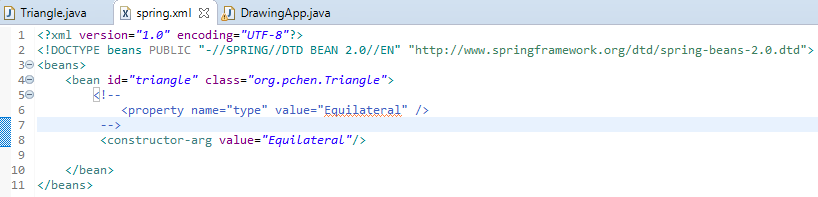 Triangle.java spring.xml DrawingApp.java
1 <?xml version="1.0" encoding="UTF-8"?>
2 <!DOCTYPE beans PUBLIC "-//SPRING//DTD BEAN 2.0//EN" "http://www.springframework.org/dtd/spring-beans-2.0.dtd">
3 <beans>
4 <bean id="triangle" class="org.pchen.Triangle">
5 <!--
6 <property name="type" value="Equilateral" />
7 -->
8 <constructor-arg value="Equilateral"/>
9
10 </bean>
11 </beans>